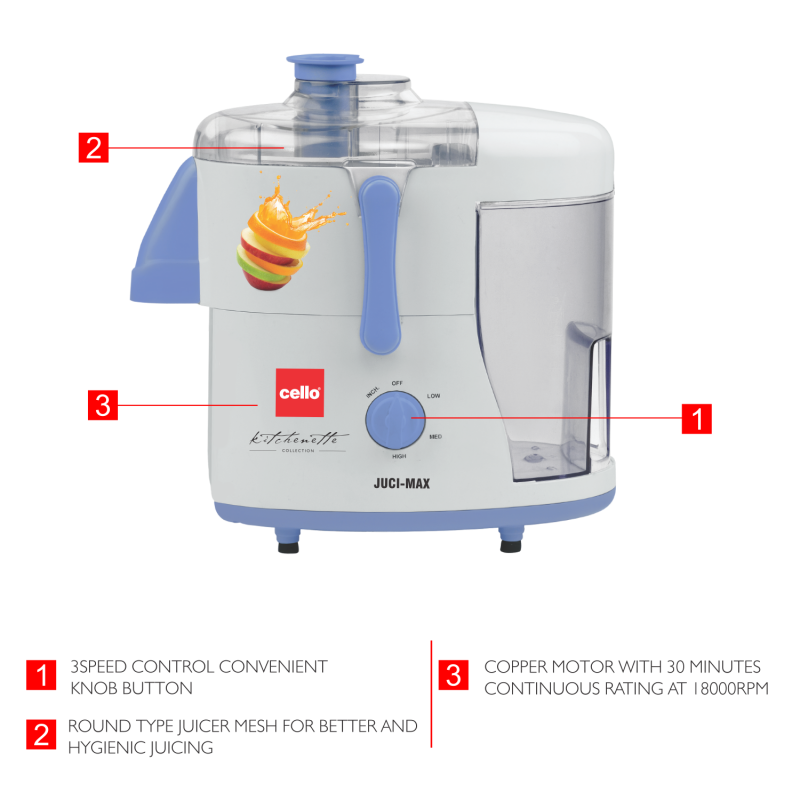 2
cello
3
INCH.
OFF
LOW
1
MED
HIGH
kitchenette
COLLECTION
JUCI-MAX
1 3SPEED CONTROL CONVENIENT
KNOB BUTTON
2 ROUND TYPE JUICER MESH FOR BETTER AND
HYGIENIC JUICING
3 COPPER MOTOR WITH 30 MINUTES
CONTINUOUS RATING AT 18000RPM